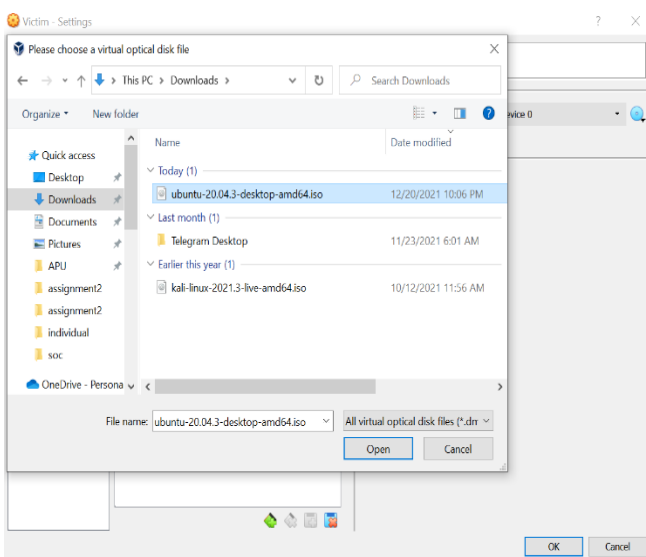 Victim - Settings
Please choose a virtual optical disk file
This PC > Downloads >
Search Downloads
Organize
New folder
evice 0
Name
Date modified
Quick access
Today (1)
Desktop
ubuntu-20.04.3-desktop-amd64.iso
12/20/2021 10:06 PM
Downloads
Last month (1)
Documents
Telegram Desktop
11/23/2021 6:01 AM
Pictures
Earlier this year (1)
APU
kali-linux-2021.3-live-amd64.iso
10/12/2021 11:56 AM
assignment2
assignment2
individual
soc
OneDrive - Persona
File name: ubuntu-20.04.3-desktop-amd64.iso
All virtual optical disk files (*.dm
Open
Cancel
OK
Cancel